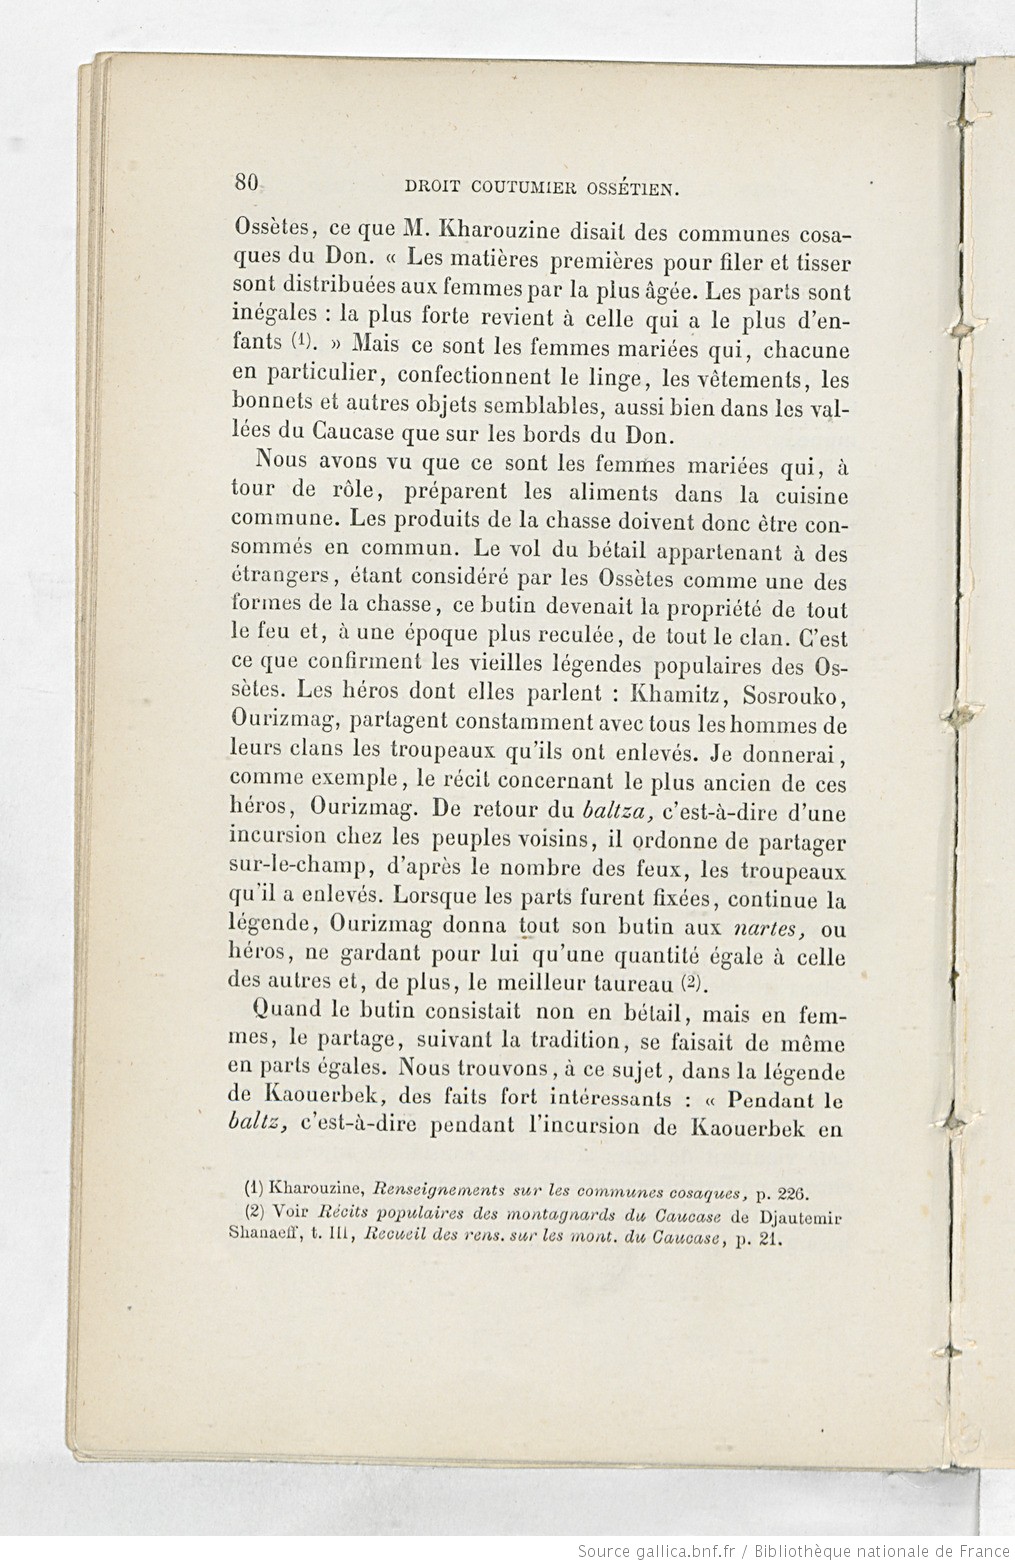 80 DROIT COUTUMIER OSSÉTIEN.
Ossètes, ce que M. Kharouzine disait des communes cosa-
ques du Don. « Les matières premières pour filer et tisser
sont distribuées aux femmes par la plus âgée. Les parts sont
inégales : la plus forte revient à celle qui a le plus d'en-
fants (1). » Mais ce sont les femmes mariées qui, chacune
en particulier, confectionnent le linge, les vêtements, les
bonnets et autres objets semblables, aussi bien dans les val-
lées du Caucase que sur les bords du Don.
Nous avons vu que ce sont les femmes mariées qui, à
tour de rôle, préparent les aliments dans la cuisine
commune. Les produits de la chasse doivent donc être con-
sommés en commun. Le vol du bétail appartenant à des
étrangers, étant considéré par les Ossètes comme une des
formes de la chasse, ce butin devenait la propriété de tout
le feu et, à une époque plus reculée, de tout le clan. C'est
ce que confirment les vieilles légendes populaires des Os-
sètes. Les héros dont elles parlent : Khamitz, Sosrouko,
Ourizmag, partagent constamment avec tous les hommes de
leurs clans les troupeaux qu'ils ont enlevés. Je donnerai,
comme exemple, le récit concernant le plus ancien de ces
héros, Ourizmag. De retour du baltza, c'est-à-dire d'une
incursion chez les peuples voisins, il ordonne de partager
sur-le-champ, d'après le nombre des feux, les troupeaux
qu'il a enlevés. Lorsque les parts furent fixées, continue la
légende, Ourizmag donna tout son butin aux nartes, ou
héros, ne gardant pour lui qu'une quantité égale à celle
des autres et, de plus, le meilleur taureau (2).
Quand le butin consistait non en bétail, mais en fem-
mes, le partage, suivant la tradition, se faisait de même
en parts égales. Nous trouvons, à ce sujet, dans la légende
de Kaouerbek, des faits fort intéressants : « Pendant le
baltz, c'est-à-dire pendant l'incursion de Kaouerbek en
(1) Kharouzine, Renseignements sur les communes cosaques, p. 226.
(2) Voir Récits populaires des montagnards du Caucase de Djautemir
Shanaeff, t. III, Recueil des rens. sur les mont. du Caucase, p. 21.
Source gallica.bnf.fr / Bibliothèque nationale de France